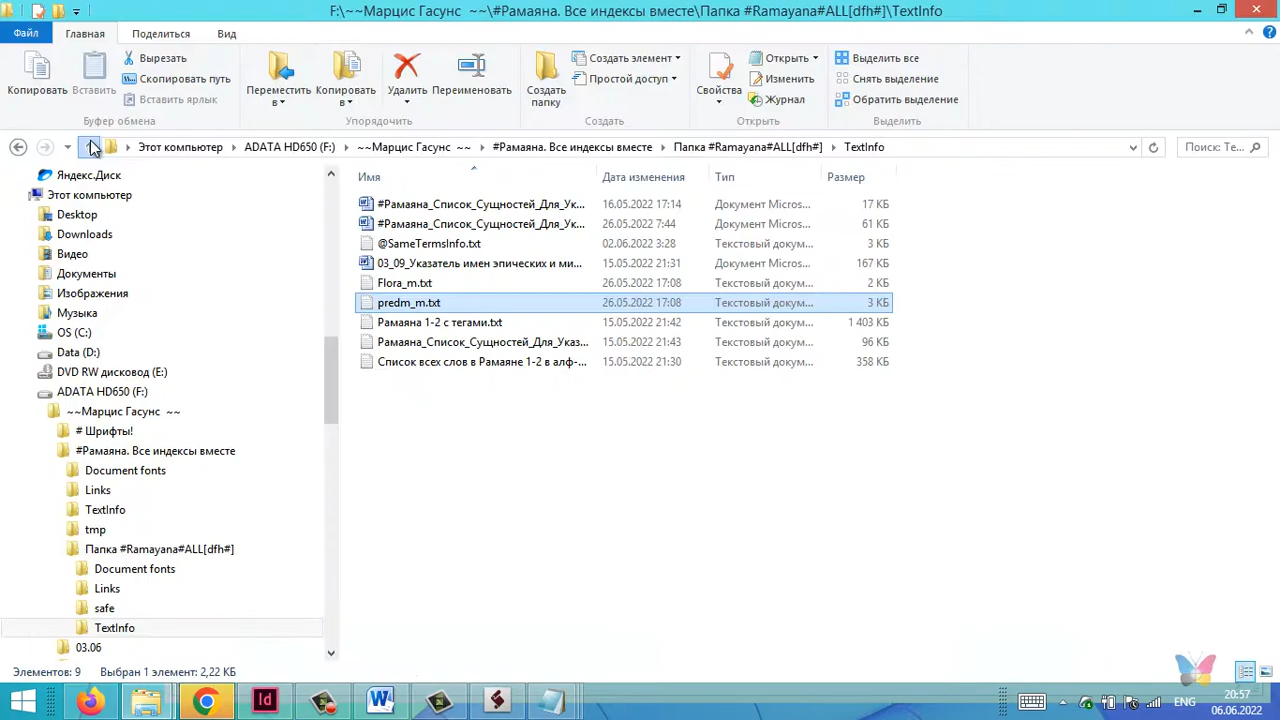 F:\~~Марцис Гасунс  ~~\#Рамаяна. Все индексы вместе\Папка #Ramayana#ALL[dfh#]\TextInfo
Файл Главная Поделиться Вид
Копировать Вставить Вырезать Скопировать путь Вставить ярлык
Буфер обмена
Переместить в Копировать в Удалить Переименовать
Упорядочить
Создать папку Создать элемент Простой доступ
Создать
Свойства Открыть Изменить Журнал
Открыть
Выделить все
Снять выделение
Обратить выделение
Выделить
Этот компьютер ADATA HD650 (F:) ~~Марцис Гасунс  ~~ #Рамаяна. Все индексы вместе Папка #Ramayana#ALL[dfh#] TextInfo Поиск: Te...
Яндекс.Диск
Этот компьютер
Desktop
Downloads
Видео
Документы
Изображения
Музыка
OS (C:)
Data (D:)
DVD RW дисковод (E:)
ADATA HD650 (F:)
~~Марцис Гасунс  ~~
# Шрифты!
#Рамаяна. Все индексы вместе
Document fonts
Links
TextInfo
tmp
Папка #Ramayana#ALL[dfh#]
Document fonts
Links
safe
TextInfo
03.06
Имя Дата изменения Тип Размер
#Рамаяна_Список_Сущностей_Для_Ук... 16.05.2022 17:14 Документ Micros... 17 КБ
#Рамаяна_Список_Сущностей_Для_Ук... 26.05.2022 7:44 Документ Micros... 61 КБ
@SameTermsInfo.txt 02.06.2022 3:28 Текстовый докум... 3 КБ
03_09_Указатель имен эпических и ми... 15.05.2022 21:31 Документ Micros... 167 КБ
Flora_m.txt 26.05.2022 17:08 Текстовый докум... 2 КБ
predm_m.txt 26.05.2022 17:08 Текстовый докум... 3 КБ
Рамаяна 1-2 с тегами.txt 15.05.2022 21:42 Текстовый докум... 1 403 КБ
Рамаяна_Список_Сущностей_Для_Указ... 15.05.2022 21:43 Текстовый докум... 96 КБ
Список всех слов в Рамаяне 1-2 в алф-... 15.05.2022 21:30 Текстовый докум... 358 КБ
Элементов: 9 Выбран 1 элемент: 2,22 КБ
Id
ENG
20:57
06.06.2022